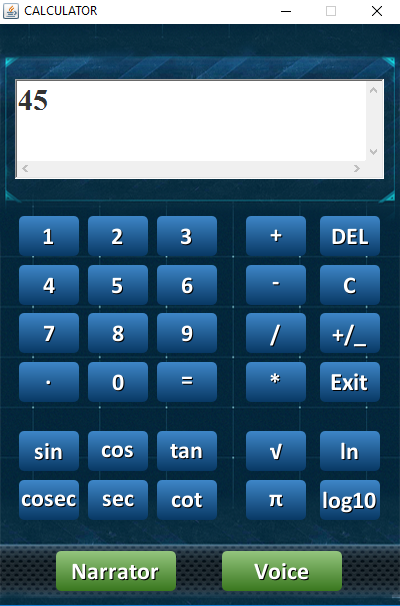 CALCULATOR
45
1 2 3 + DEL
4 5 6 - C
7 8 9 / +/_
. 0 = * Exit
sin cos tan √ ln
cosec sec cot π log10
Narrator Voice